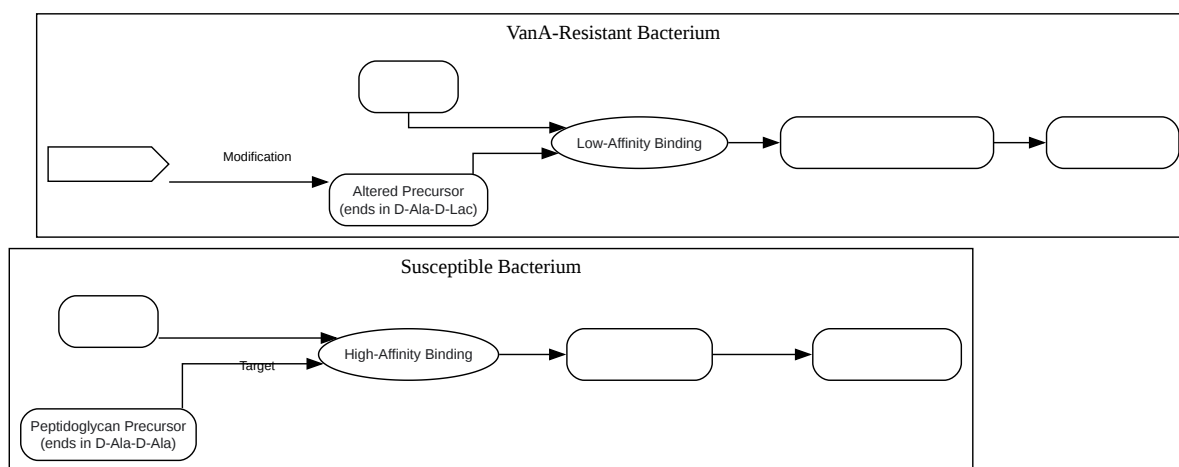 VanA-Resistant Bacterium
Low-Affinity Binding
Modification
Altered Precursor
(ends in D-Ala-D-Lac)
Susceptible Bacterium
High-Affinity Binding
Target
Peptidoglycan Precursor
(ends in D-Ala-D-Ala)